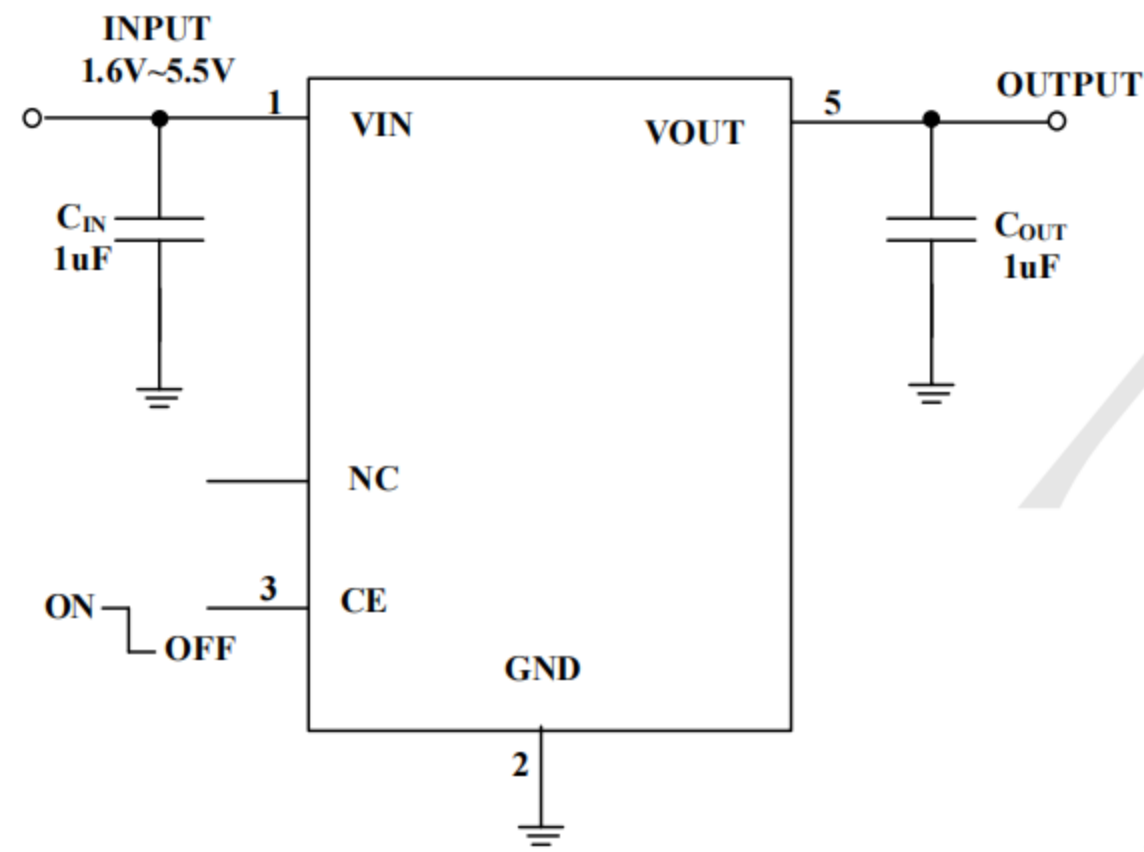 INPUT
1.6V~5.5V
1
VIN
5
VOUT
OUTPUT
CIN
1uF
COUT
1uF
NC
3
CE
ON
OFF
GND
2